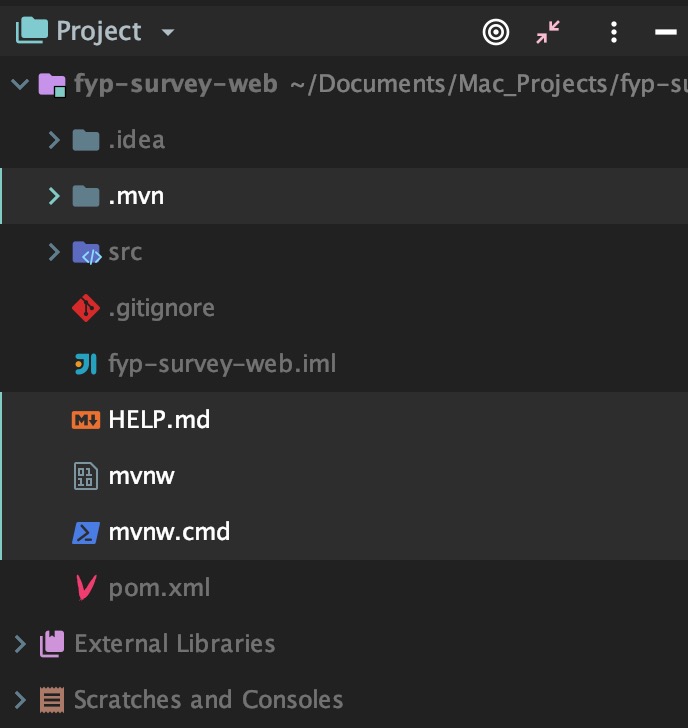 Project
fyp-survey-web ~/Documents/Mac_Projects/fyp-su
.idea
.mvn
src
.gitignore
fyp-survey-web.iml
HELP.md
mvnw
mvnw.cmd
pom.xml
External Libraries
Scratches and Consoles